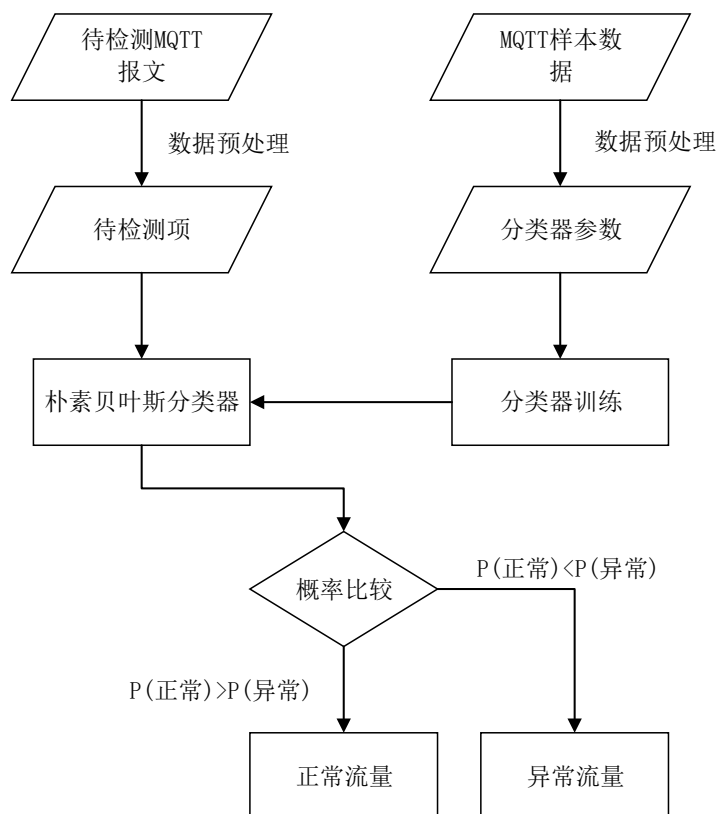 待检测MQTT
报文
MQTT样本数
据
数据预处理
数据预处理
待检测项
分类器参数
朴素贝叶斯分类器
分类器训练
概率比较
P(正常)<P(异常)
P(正常)>P(异常)
正常流量
异常流量